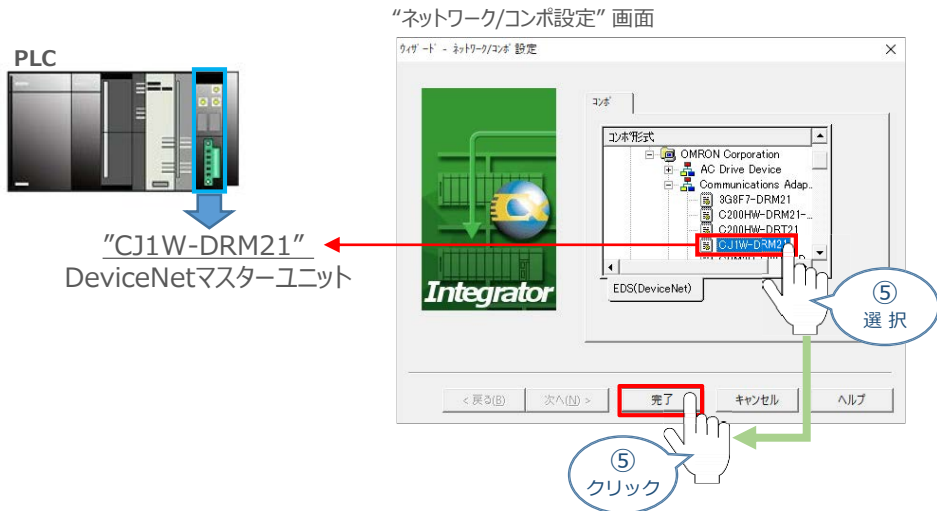 “ネットワーク/コンポ設定” 画面
PLC
ｳｨｻﾞｰﾄﾞ - ﾈｯﾄﾜｰｸ/ｺﾝﾎﾟ設定
ｺﾝﾎﾟ
ｺﾝﾎﾟ形式
OMRON Corporation
AC Drive Device
Communications Adap..
3G8F7-DRM21
C200HW-DRM21-..
C200HW-DRT21
CJ1W-DRM21
Integrator
EDS(DeviceNet)
”CJ1W-DRM21”
DeviceNetマスターユニット
⑤
選 択
< 戻る(B)
次へ(N) >
完了
キャンセル
ヘルプ
⑤
クリック